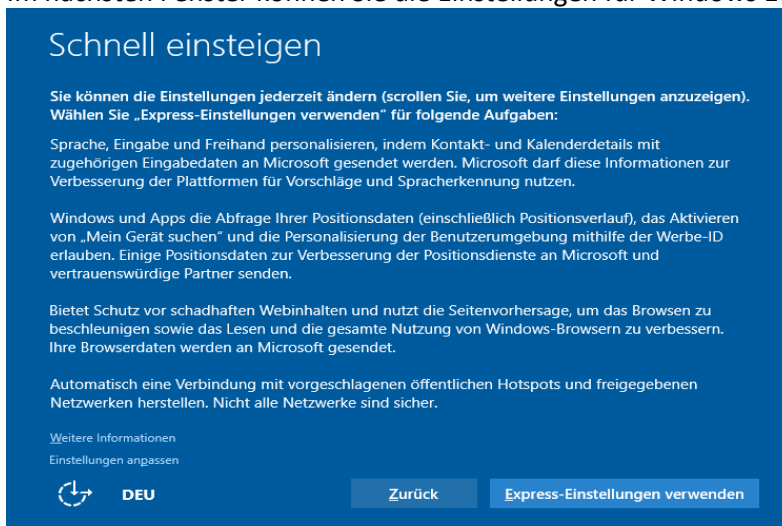 Im nächsten Fenster können Sie die Einstellungen für Windows
Schnell einsteigen
Sie können die Einstellungen jederzeit ändern (scrollen Sie, um weitere Einstellungen anzuzeigen).
Wählen Sie „Express-Einstellungen verwenden“ für folgende Aufgaben:
Sprache, Eingabe und Freihand personalisieren, indem Kontakt- und Kalenderdetails mit
zugehörigen Eingabedaten an Microsoft gesendet werden. Microsoft darf diese Informationen zur
Verbesserung der Plattformen für Vorschläge und Spracherkennung nutzen.
Windows und Apps die Abfrage Ihrer Positionsdaten (einschließlich Positionsverlauf), das Aktivieren
von „Mein Gerät suchen“ und die Personalisierung der Benutzerumgebung mithilfe der Werbe-ID
erlauben. Einige Positionsdaten zur Verbesserung der Positionsdienste an Microsoft und
vertrauenswürdige Partner senden.
Bietet Schutz vor schadhaften Webinhalten und nutzt die Seitenvorhersage, um das Browsen zu
beschleunigen sowie das Lesen und die gesamte Nutzung von Windows-Browsern zu verbessern.
Ihre Browserdaten werden an Microsoft gesendet.
Automatisch eine Verbindung mit vorgeschlagenen öffentlichen Hotspots und freigegebenen
Netzwerken herstellen. Nicht alle Netzwerke sind sicher.
Weitere Informationen
Einstellungen anpassen
DEU Zurück Express-Einstellungen verwenden